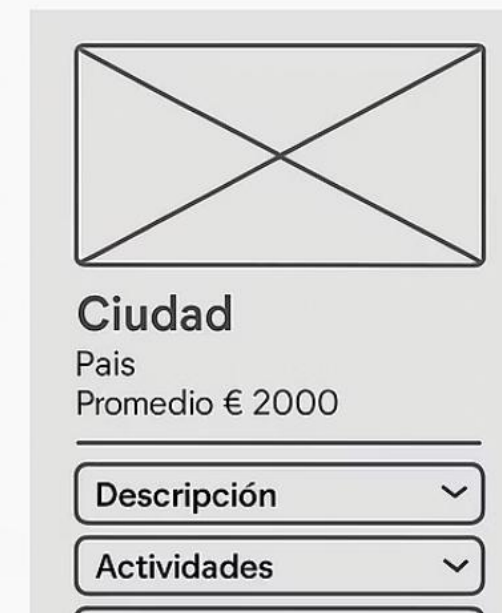 Ciudad
Pais
Promedio € 2000
Descripción
Actividades